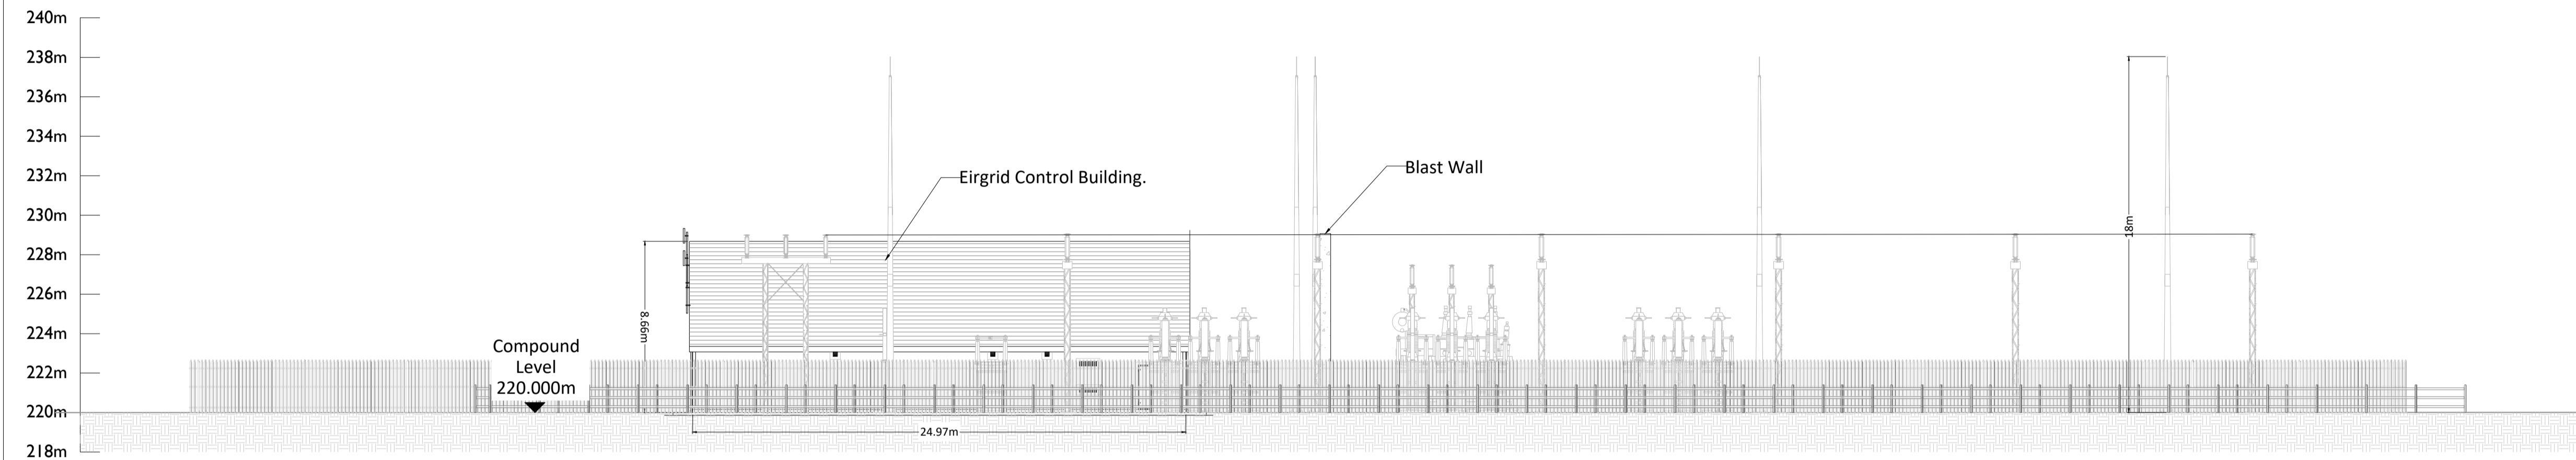 240m
238m
236m
234m
232m
230m
228m
226m
224m
222m
220m
218m
Compound
Level
220.000m
8.66m
24.97m
Eirgrid Control Building.
Blast Wall
18m